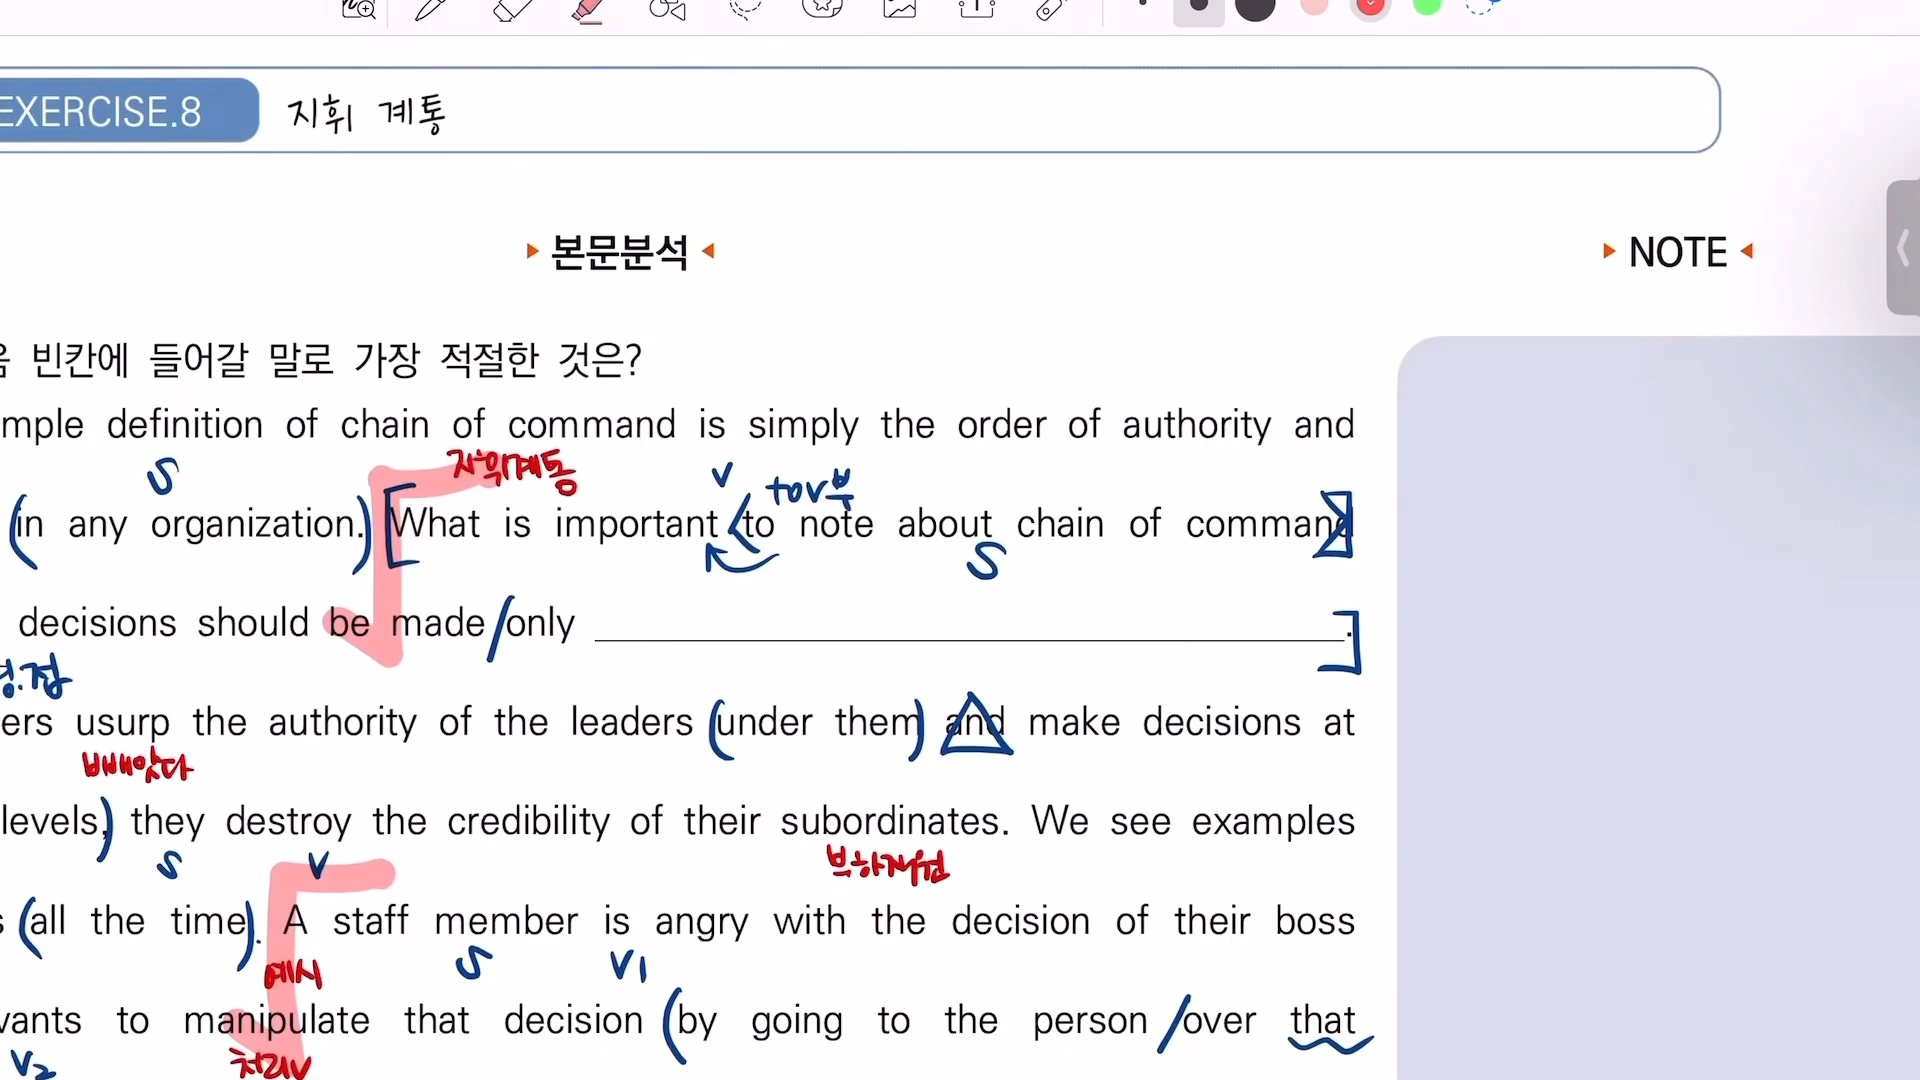 EXERCISE.8 지휘 계통
본문분석
NOTE
빈칸에 들어갈 말로 가장 적절한 것은?
definition of chain of command is simply the order of authority and
S 지휘계통 V to v부
(in any organization.) [What is important <to note about chain of command]
S
decisions should be made / only ____________.]
usurp the authority of the leaders (under them) and make decisions at
빼앗다
levels,) they destroy the credibility of their subordinates. We see examples
S V 부하직원
(all the time). A staff member is angry with the decision of their boss
예시 S V1
to manipulate that decision (by going to the person / over that
V2 처리v